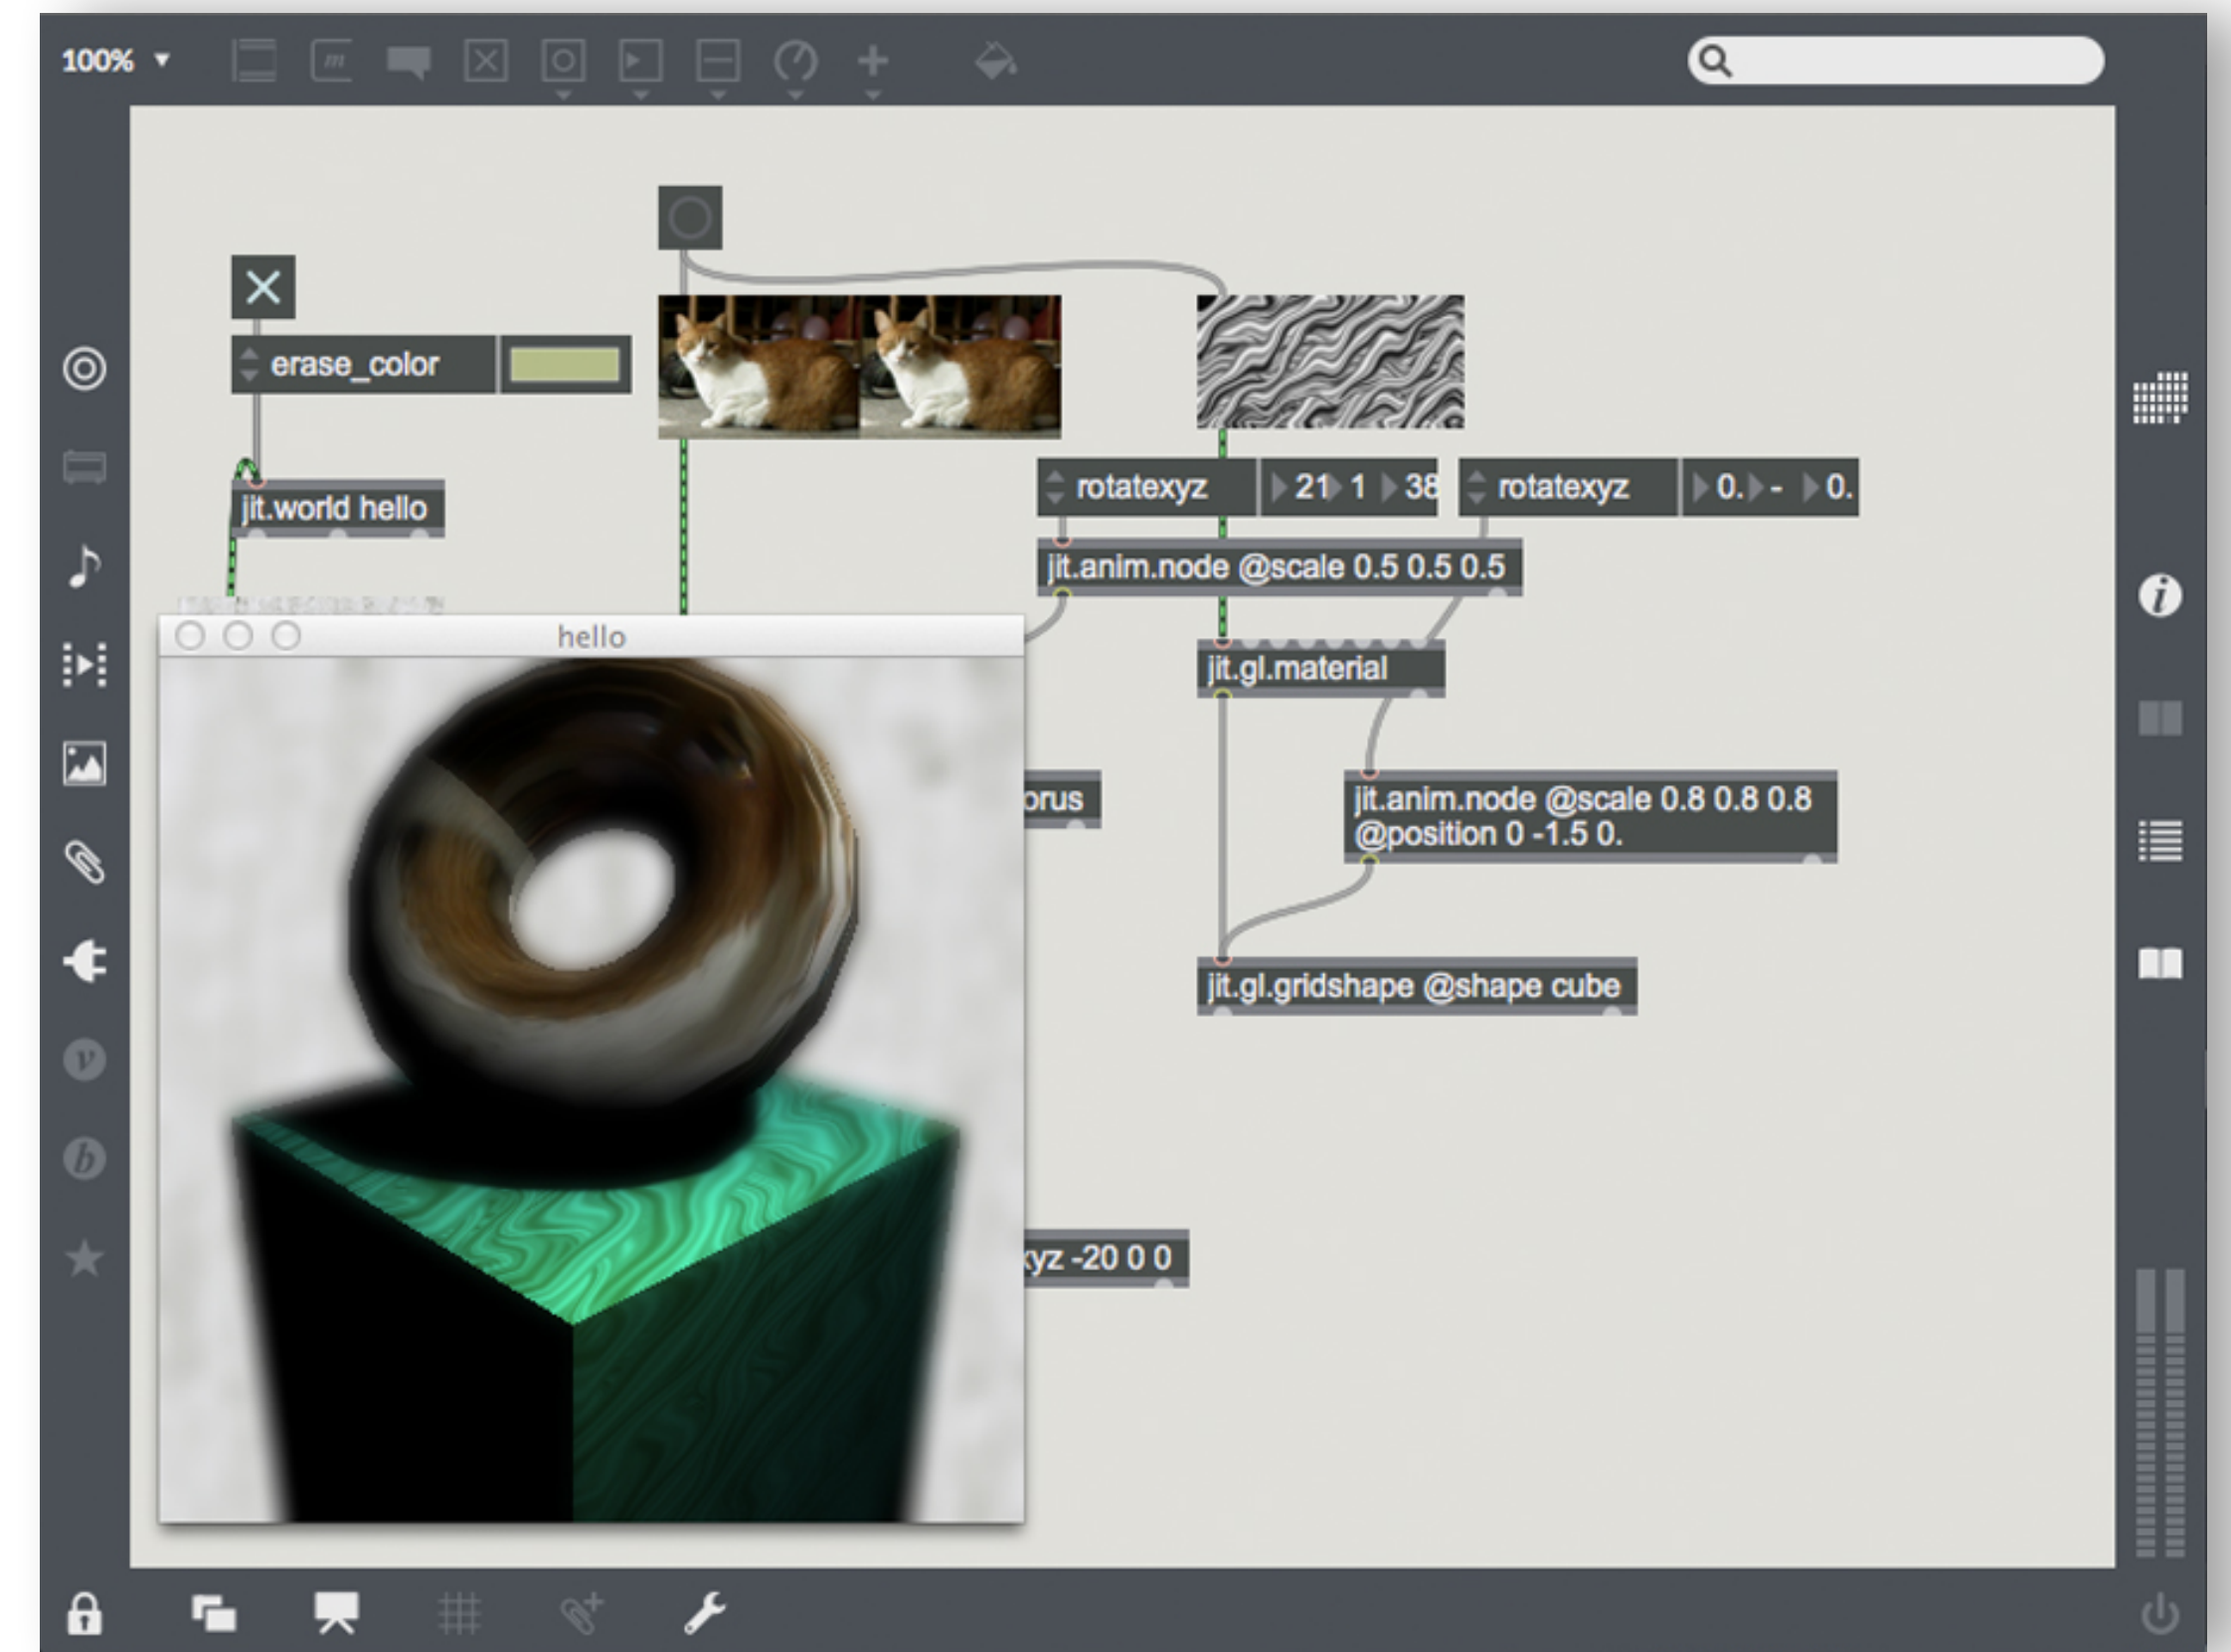 100%
m
erase_color
jit.world hello
rotatexyz 21 1 38
rotatexyz 0. - 0.
jit.anim.node @scale 0.5 0.5 0.5
hello
jit.gl.material
orus
jit.anim.node @scale 0.8 0.8 0.8
@position 0 -1.5 0.
jit.gl.gridshape @shape cube
xyz -20 0 0
i
v
b